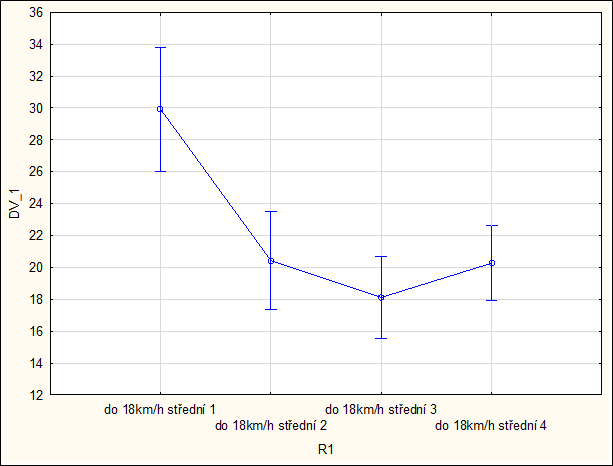 36
34
32
30
28
26
24
22
20
18
16
14
12
DV_1
do 18km/h střední 1
do 18km/h střední 2
do 18km/h střední 3
do 18km/h střední 4
R1